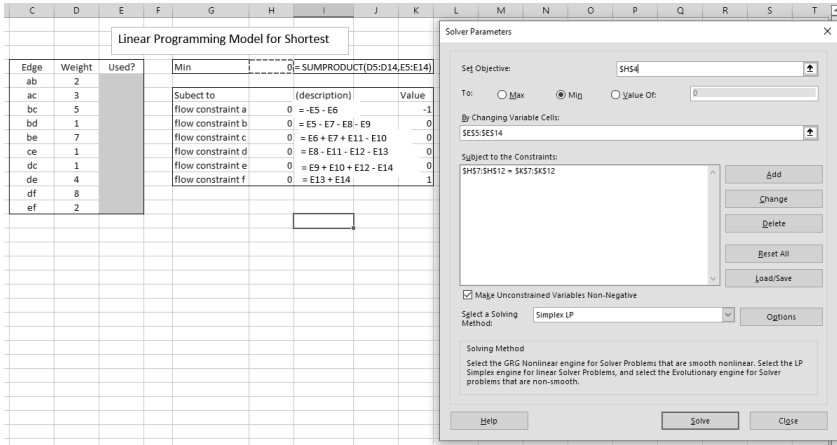 C D E F G H I J K L M N O P Q R S T
Linear Programming Model for Shortest
Edge Weight Used? Min 0 = SUMPRODUCT(D5:D14,E5:E14)
ab 2
ac 3 Subect to (description) Value
bc 5 flow constraint a 0 = -E5 - E6 -1
bd 1 flow constraint b 0 = E5 - E7 - E8 - E9 0
be 7 flow constraint c 0 = E6 + E7 + E11 - E10 0
ce 1 flow constraint d 0 = E8 - E11 - E12 - E13 0
dc 1 flow constraint e 0 = E9 + E10 + E12 - E14 0
de 4 flow constraint f 0 = E13 + E14 1
df 8
ef 2
Solver Parameters
Set Objective: $H$4
To: Max Min Value Of: 0
By Changing Variable Cells:
$E$5:$E$14
Subject to the Constraints:
$H$7:$H$12 = $K$7:$K$12
Add
Change
Delete
Reset All
Load/Save
Make Unconstrained Variables Non-Negative
Select a Solving Method: Simplex LP Options
Solving Method
Select the GRG Nonlinear engine for Solver Problems that are smooth nonlinear. Select the LP
Simplex engine for linear Solver Problems, and select the Evolutionary engine for Solver
problems that are non-smooth.
Help Solve Close